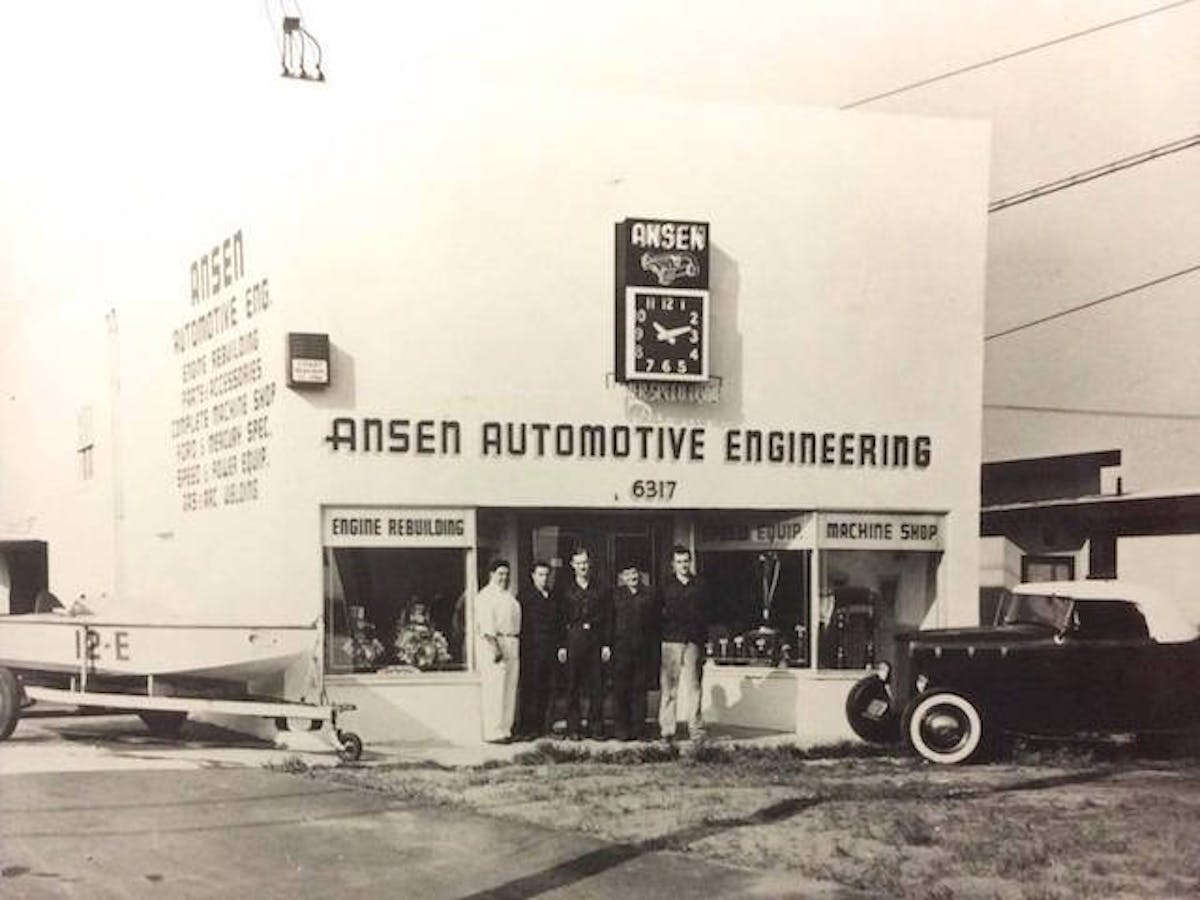 ANSEN
AUTOMOTIVE ENG.
ENGINE REBUILDING
PARTS & ACCESSORIES
COMPLETE MACHINE SHOP
FORD & MERCURY SPEC.
SPEED & POWER EQUIP.
GAS & ARC WELDING
ANSEN
11 12 1
10 2
9 3
8 4
7 6 5
ANSEN AUTOMOTIVE ENGINEERING
6317
ENGINE REBUILDING
SPEED EQUIP.
MACHINE SHOP
12-E